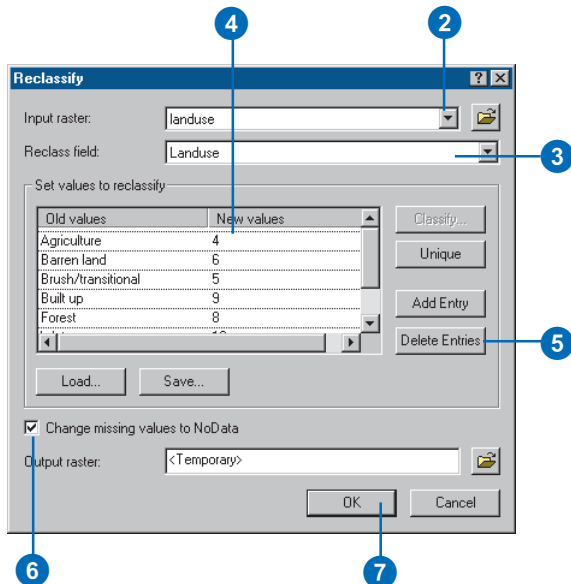 4
2
Reclassify
Input raster:
landuse
Reclass field:
Landuse
3
Set values to reclassify
Old values New values
Classify...
Agriculture 4
Barren land 6
Unique
Brush/transitional 5
Built up 9
Add Entry
Forest 8
Delete Entries
5
Load... Save...
Change missing values to NoData
Output raster:
<Temporary>
OK Cancel
6
7